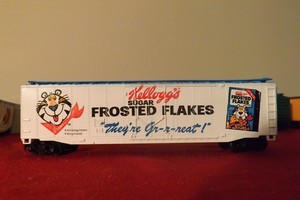 Kellogg's
SUGAR
FROSTED FLAKES
"They're Gr-r-reat!"
FROSTED
FLAKES